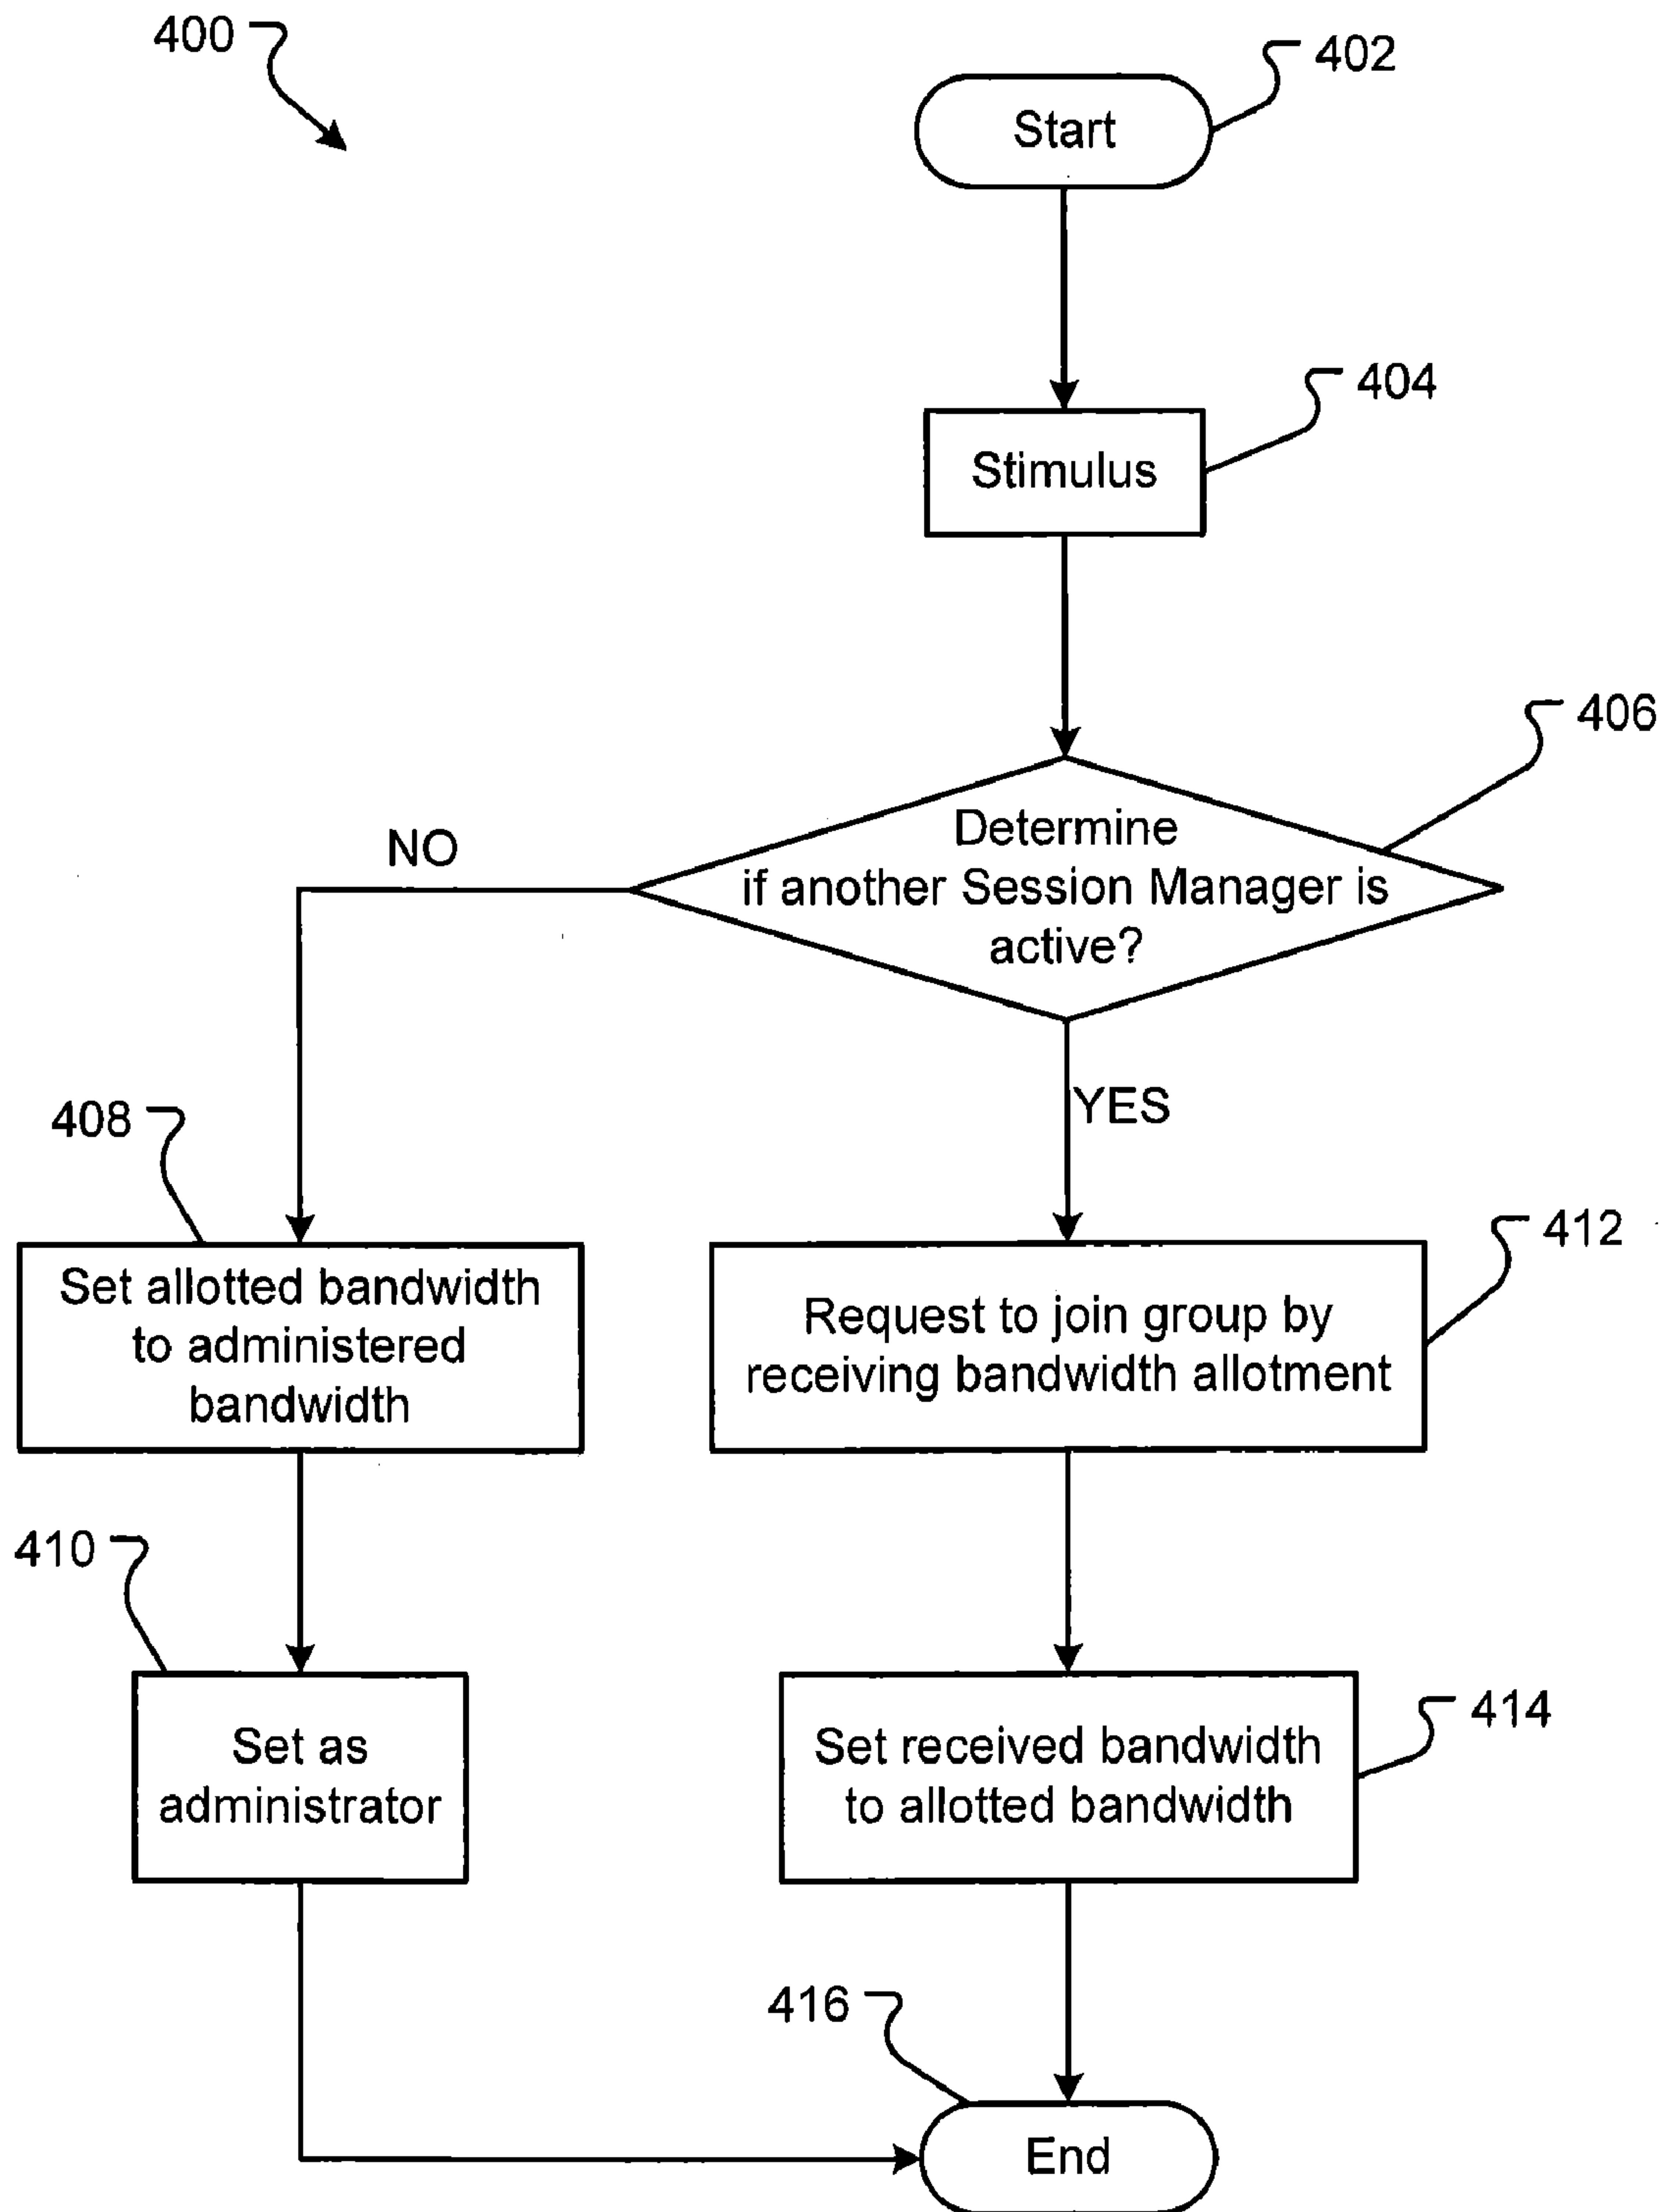 400
402
Start
404
Stimulus
406
Determine
if another Session Manager is
active?
NO
YES
408
Set allotted bandwidth
to administered
bandwidth
412
Request to join group by
receiving bandwidth allotment
410
Set as
administrator
414
Set received bandwidth
to allotted bandwidth
416
End